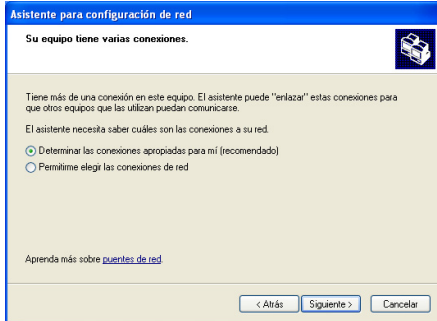 Asistente para configuración de red
Su equipo tiene varias conexiones.
Tiene más de una conexión en este equipo. El asistente puede "enlazar" estas conexiones para
que otros equipos que las utilizan puedan comunicarse.
El asistente necesita saber cuáles son las conexiones a su red.
Determinar las conexiones apropiadas para mí (recomendado)
Permitirme elegir las conexiones de red
Aprenda más sobre puentes de red.
< Atrás
Siguiente >
Cancelar